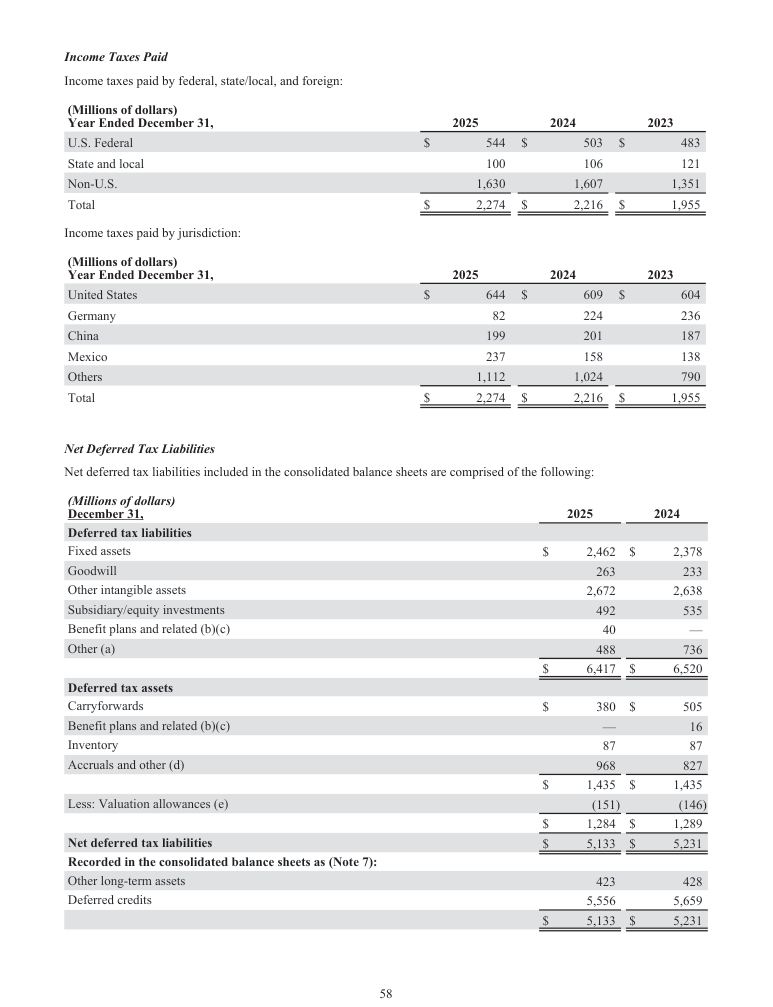 Income Taxes Paid
Income taxes paid by federal, state/local, and foreign:
(Millions of dollars)
Year Ended December 31, 2025 2024 2023
U.S. Federal $ 544 $ 503 $ 483
State and local 100 106 121
Non-U.S. 1,630 1,607 1,351
Total $ 2,274 $ 2,216 $ 1,955
Income taxes paid by jurisdiction:
(Millions of dollars)
Year Ended December 31, 2025 2024 2023
United States $ 644 $ 609 $ 604
Germany 82 224 236
China 199 201 187
Mexico 237 158 138
Others 1,112 1,024 790
Total $ 2,274 $ 2,216 $ 1,955
Net Deferred Tax Liabilities
Net deferred tax liabilities included in the consolidated balance sheets are comprised of the following:
(Millions of dollars)
December 31, 2025 2024
Deferred tax liabilities
Fixed assets $ 2,462 $ 2,378
Goodwill 263 233
Other intangible assets 2,672 2,638
Subsidiary/equity investments 492 535
Benefit plans and related (b)(c) 40 —
Other (a) 488 736
$ 6,417 $ 6,520
Deferred tax assets
Carryforwards $ 380 $ 505
Benefit plans and related (b)(c) — 16
Inventory 87 87
Accruals and other (d) 968 827
$ 1,435 $ 1,435
Less: Valuation allowances (e) (151) (146)
$ 1,284 $ 1,289
Net deferred tax liabilities $ 5,133 $ 5,231
Recorded in the consolidated balance sheets as (Note 7):
Other long-term assets 423 428
Deferred credits 5,556 5,659
$ 5,133 $ 5,231
58